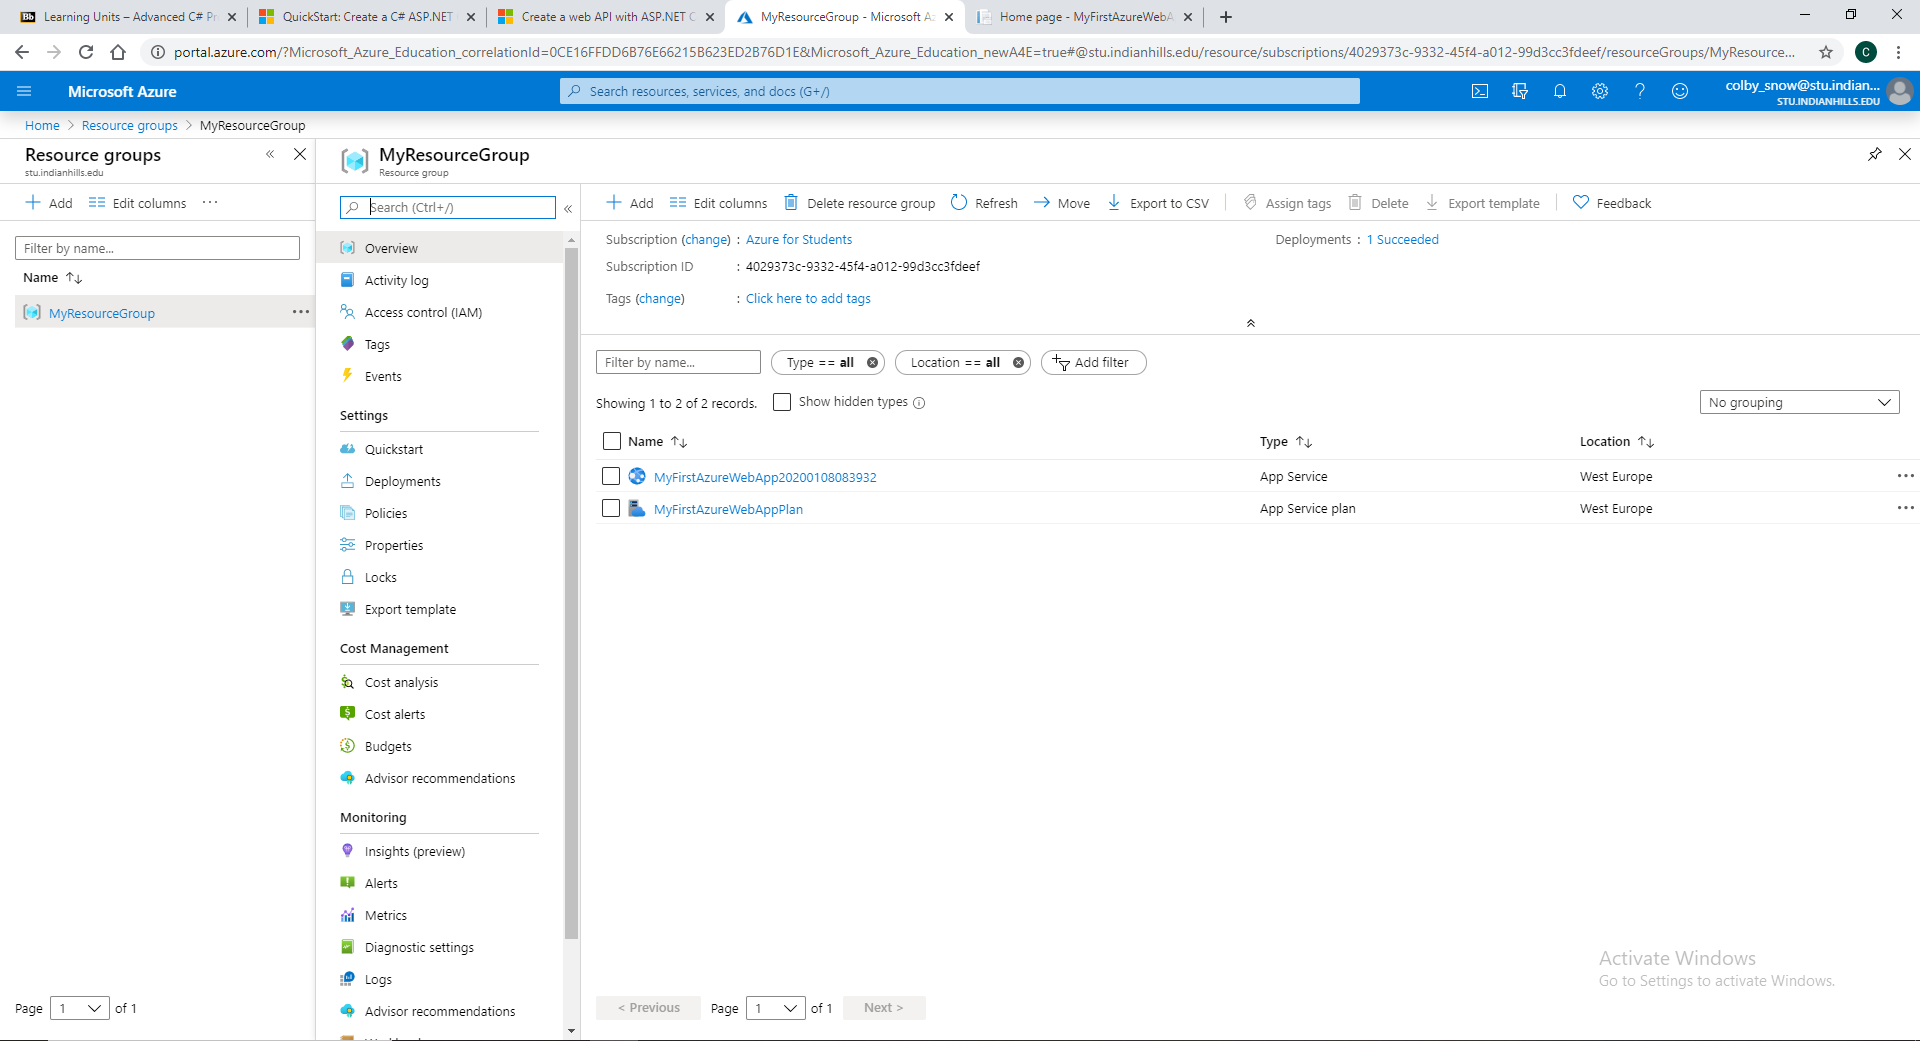 Learning Units – Advanced C# Pr
QuickStart: Create a C# ASP.NET
Create a web API with ASP.NET C
MyResourceGroup - Microsoft Az
Home page - MyFirstAzureWebA
portal.azure.com/?Microsoft_Azure_Education_correlationId=0CE16FFDD6B76E66215B623ED2B76D1E&Microsoft_Azure_Education_newA4E=true#@stu.indianhills.edu/resource/subscriptions/4029373c-9332-45f4-a012-99d3cc3fdeef/resourceGroups/MyResource...
C
Microsoft Azure
Search resources, services, and docs (G+/)
colby_snow@stu.indian...
STU.INDIANHILLS.EDU
Home > Resource groups > MyResourceGroup
Resource groups
stu.indianhills.edu
Add
Edit columns
Filter by name...
Name
MyResourceGroup
Page 1 of 1
MyResourceGroup
Resource group
Search (Ctrl+/)
Overview
Activity log
Access control (IAM)
Tags
Events
Settings
Quickstart
Deployments
Policies
Properties
Locks
Export template
Cost Management
Cost analysis
Cost alerts
Budgets
Advisor recommendations
Monitoring
Insights (preview)
Alerts
Metrics
Diagnostic settings
Logs
Advisor recommendations
Add
Edit columns
Delete resource group
Refresh
Move
Export to CSV
Assign tags
Delete
Export template
Feedback
Subscription (change) : Azure for Students
Deployments : 1 Succeeded
Subscription ID : 4029373c-9332-45f4-a012-99d3cc3fdeef
Tags (change) : Click here to add tags
Filter by name...
Type == all
Location == all
Add filter
Showing 1 to 2 of 2 records.
Show hidden types
No grouping
Name
Type
Location
MyFirstAzureWebApp20200108083932
App Service
West Europe
MyFirstAzureWebAppPlan
App Service plan
West Europe
Activate Windows
Go to Settings to activate Windows.
< Previous
Page 1 of 1
Next >